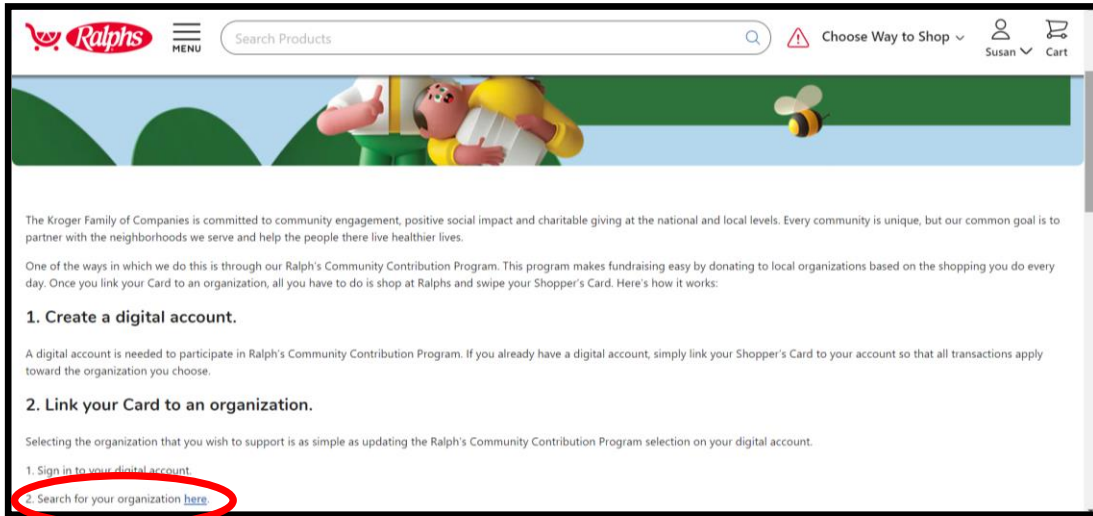 Ralphs
MENU
Search Products
Choose Way to Shop
Susan
Cart
The Kroger Family of Companies is committed to community engagement, positive social impact and charitable giving at the national and local levels. Every community is unique, but our common goal is to
partner with the neighborhoods we serve and help the people there live healthier lives.
One of the ways in which we do this is through our Ralph's Community Contribution Program. This program makes fundraising easy by donating to local organizations based on the shopping you do every
day. Once you link your Card to an organization, all you have to do is shop at Ralphs and swipe your Shopper's Card. Here's how it works:
1. Create a digital account.
A digital account is needed to participate in Ralph's Community Contribution Program. If you already have a digital account, simply link your Shopper's Card to your account so that all transactions apply
toward the organization you choose.
2. Link your Card to an organization.
Selecting the organization that you wish to support is as simple as updating the Ralph's Community Contribution Program selection on your digital account.
1. Sign in to your digital account.
2. Search for your organization here.